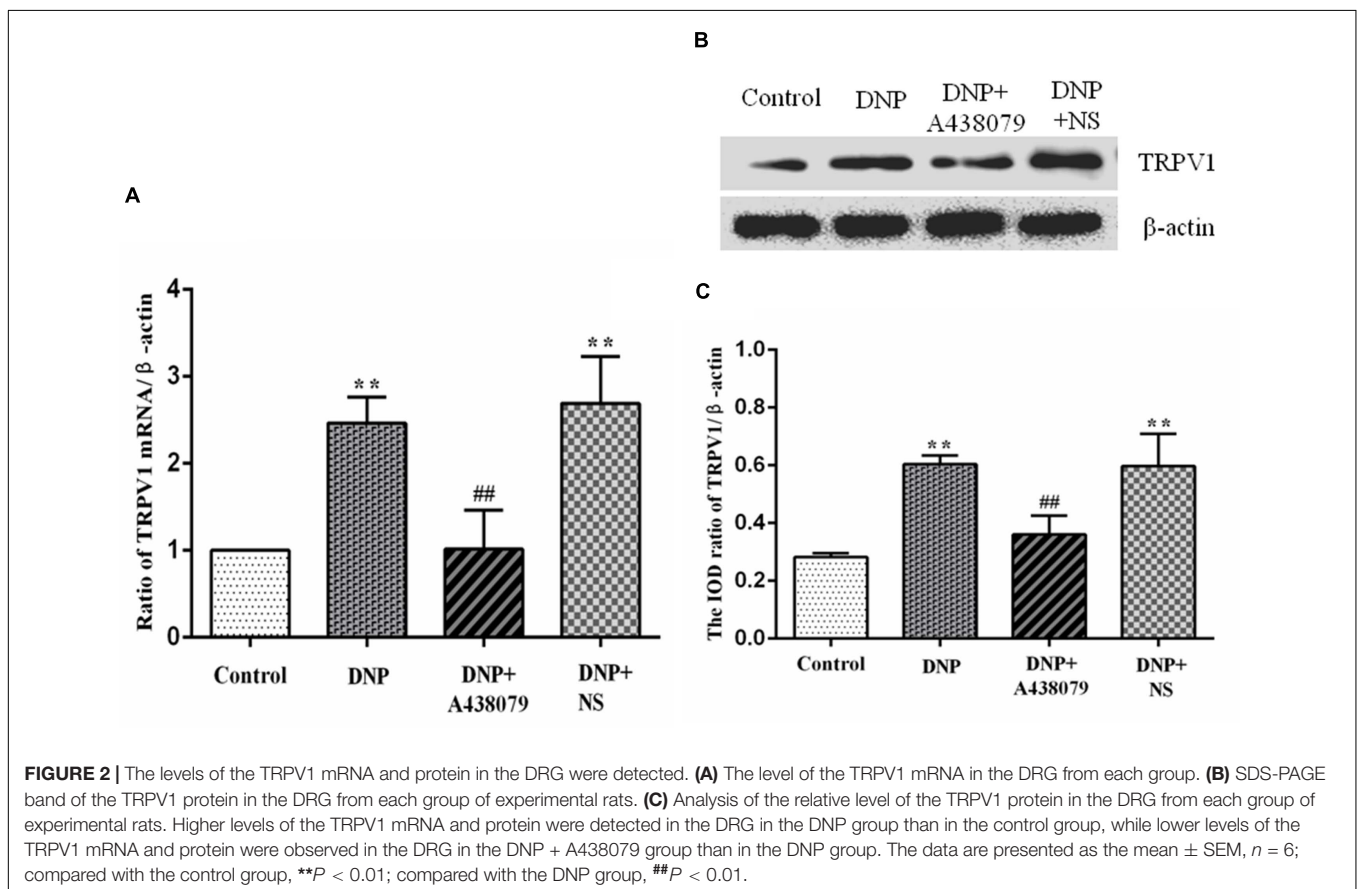 B
Control DNP DNP+ DNP
A438079 +NS
TRPV1
β-actin
A
Ratio of TRPV1 mRNA/β-actin
4
3
2
1
0
**
##
**
Control DNP DNP+ DNP+
A438079 NS
C
The IOD ratio of TRPV1/β-actin
1.0
0.8
0.6
0.4
0.2
0.0
**
##
**
Control DNP DNP+ DNP+
A438079 NS
FIGURE 2 | The levels of the TRPV1 mRNA and protein in the DRG were detected. (A) The level of the TRPV1 mRNA in the DRG from each group. (B) SDS-PAGE
band of the TRPV1 protein in the DRG from each group of experimental rats. (C) Analysis of the relative level of the TRPV1 protein in the DRG from each group of
experimental rats. Higher levels of the TRPV1 mRNA and protein were detected in the DRG in the DNP group than in the control group, while lower levels of the
TRPV1 mRNA and protein were observed in the DRG in the DNP + A438079 group than in the DNP group. The data are presented as the mean ± SEM, n = 6;
compared with the control group, **P < 0.01; compared with the DNP group, ##P < 0.01.